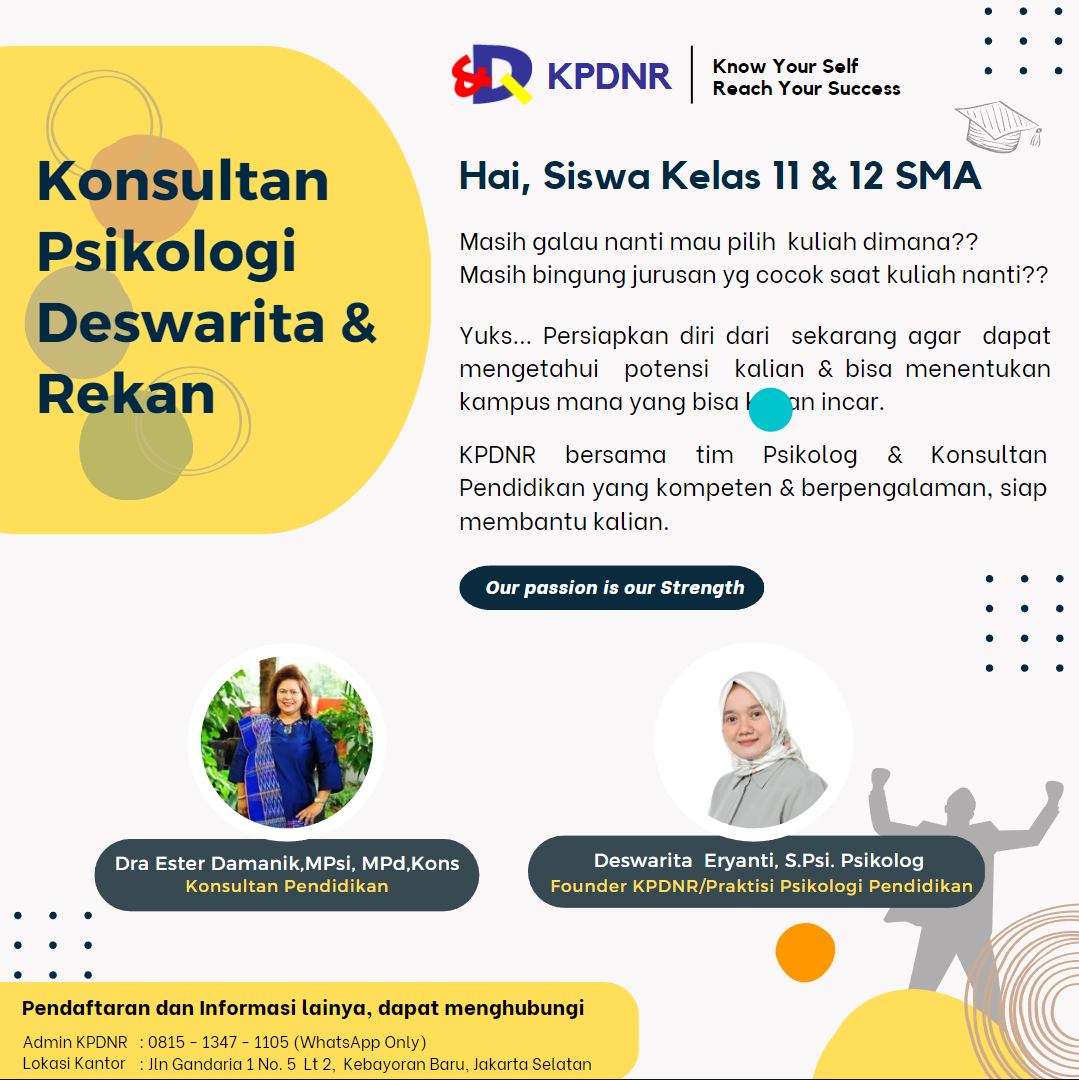 Konsultan
Psikologi
Deswarita &
Rekan
&D KPDNR
Know Your Self
Reach Your Success
Hai, Siswa Kelas 11 & 12 SMA
Masih galau nanti mau pilih kuliah dimana??
Masih bingung jurusan yg cocok saat kuliah nanti??
Yuks... Persiapkan diri dari sekarang agar dapat
mengetahui potensi kalian & bisa menentukan
kampus mana yang bisa incar.
KPDNR bersama tim Psikolog & Konsultan
Pendidikan yang kompeten & berpengalaman, siap
membantu kalian.
Our passion is our Strength
Dra Ester Damanik,MPsi, MPd,Kons
Konsultan Pendidikan
Deswarita Eryanti, S.Psi. Psikolog
Founder KPDNR/Praktisi Psikologi Pendidikan
Pendaftaran dan Informasi lainya, dapat menghubungi
Admin KPDNR : 0815 - 1347 - 1105 (WhatsApp Only)
Lokasi Kantor : Jln Gandaria 1 No. 5 Lt 2, Kebayoran Baru, Jakarta Selatan